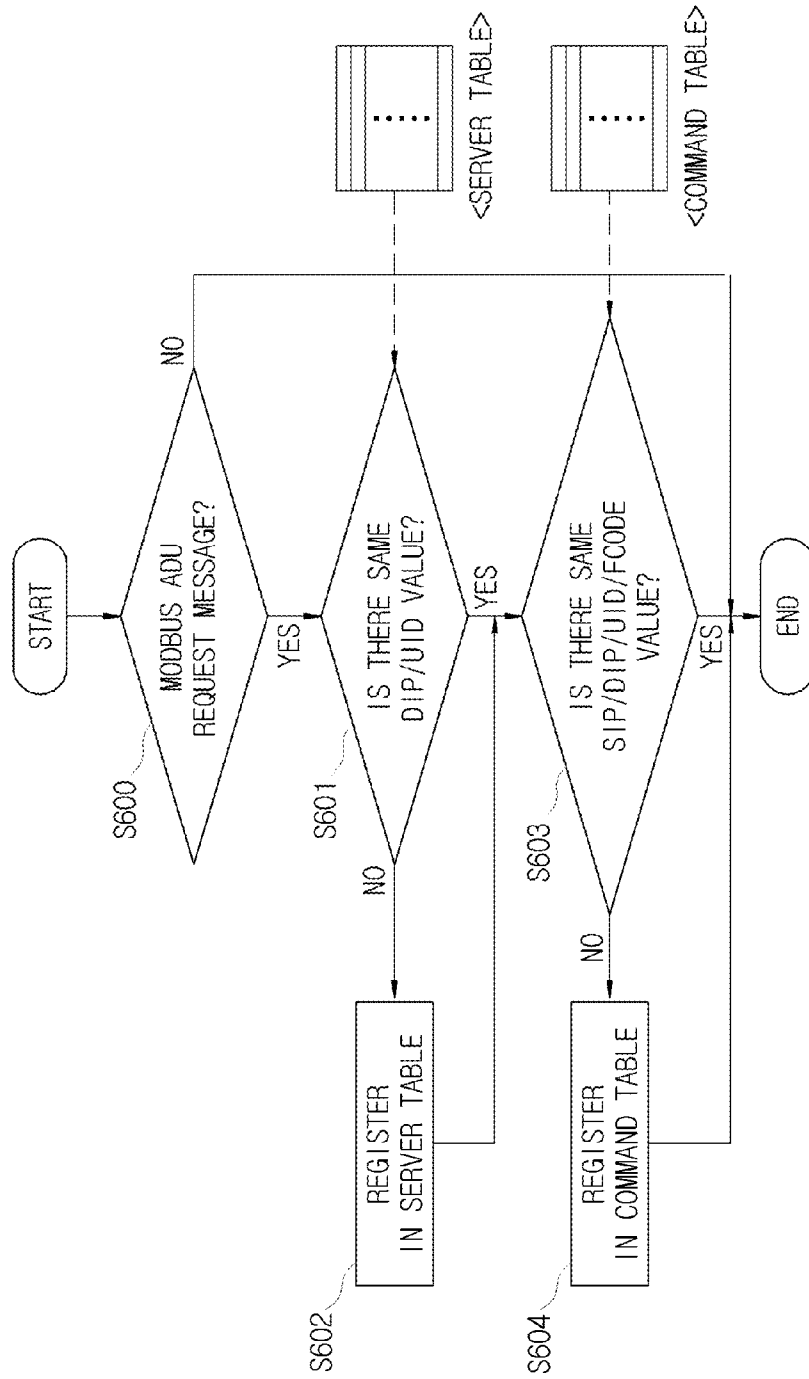 START
S600
MODBUS ADU
REQUEST MESSAGE?
NO
YES
S601
IS THERE SAME
DIP/UID VALUE?
<SERVER TABLE>
NO
YES
S602
REGISTER
IN SERVER TABLE
S603
IS THERE SAME
SIP/DIP/UID/FCODE
VALUE?
<COMMAND TABLE>
NO
YES
S604
REGISTER
IN COMMAND TABLE
END